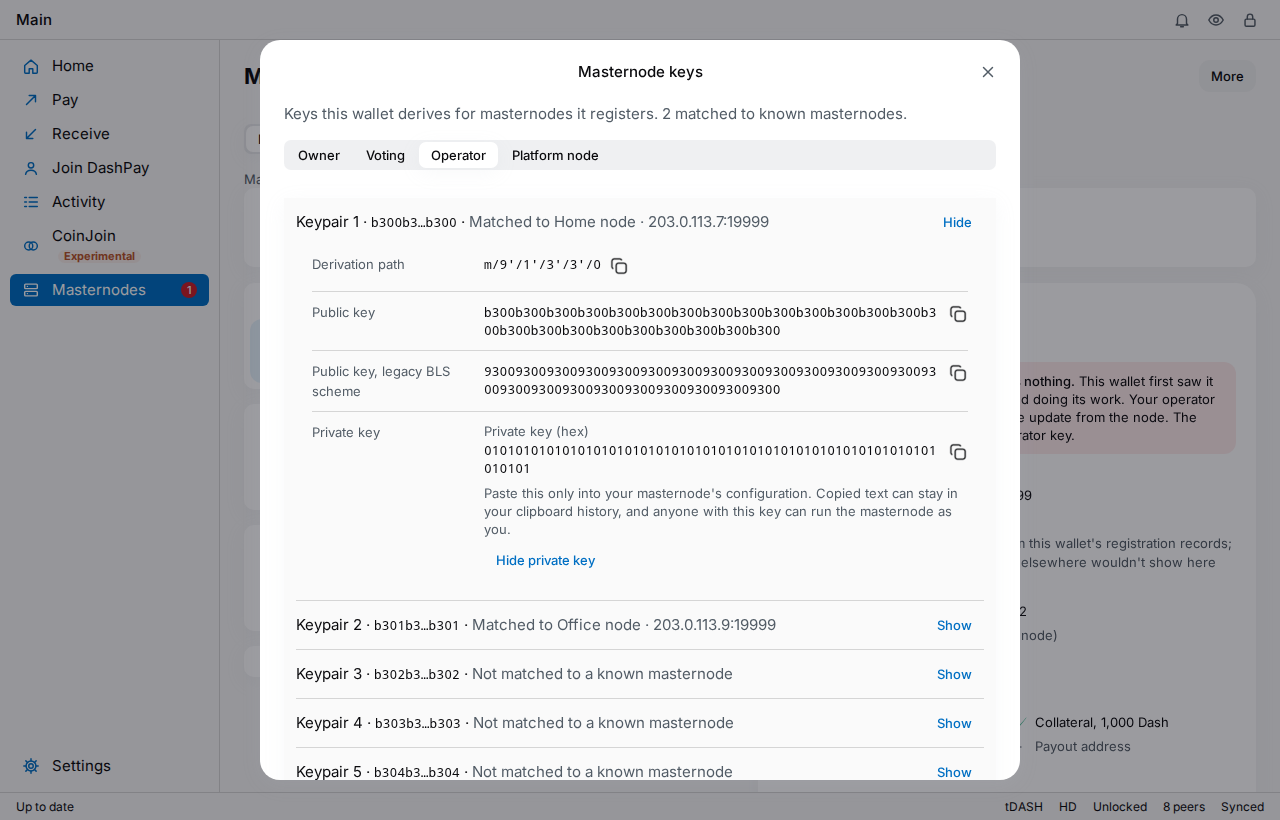 Main
Home
Pay
Receive
Join DashPay
Activity
CoinJoin
Experimental
Masternodes
1
Settings
More
Masternode keys
Keys this wallet derives for masternodes it registers. 2 matched to known masternodes.
Owner
Voting
Operator
Platform node
Keypair 1 · b300b3…b300 · Matched to Home node · 203.0.113.7:19999
Hide
Derivation path
m/9'/1'/3'/3'/0
Public key
b300b300b300b300b300b300b300b300b300b300b300b300b300b300b3
00b300b300b300b300b300b300b300b300b300
Public key, legacy BLS
scheme
9300930093009300930093009300930093009300930093009300930093
00930093009300930093009300930093009300
Private key
Private key (hex)
0101010101010101010101010101010101010101010101010101010101
010101
Paste this only into your masternode's configuration. Copied text can stay in
your clipboard history, and anyone with this key can run the masternode as
you.
Hide private key
Keypair 2 · b301b3…b301 · Matched to Office node · 203.0.113.9:19999
Show
Keypair 3 · b302b3…b302 · Not matched to a known masternode
Show
Keypair 4 · b303b3…b303 · Not matched to a known masternode
Show
Keypair 5 · b304b3…b304 · Not matched to a known masternode
Show
nothing. This wallet first saw it
d doing its work. Your operator
update from the node. The
rator key.
99
this wallet's registration records;
elsewhere wouldn't show here
2
node)
Collateral, 1,000 Dash
Payout address
Up to date
tDASH
HD
Unlocked
8 peers
Synced